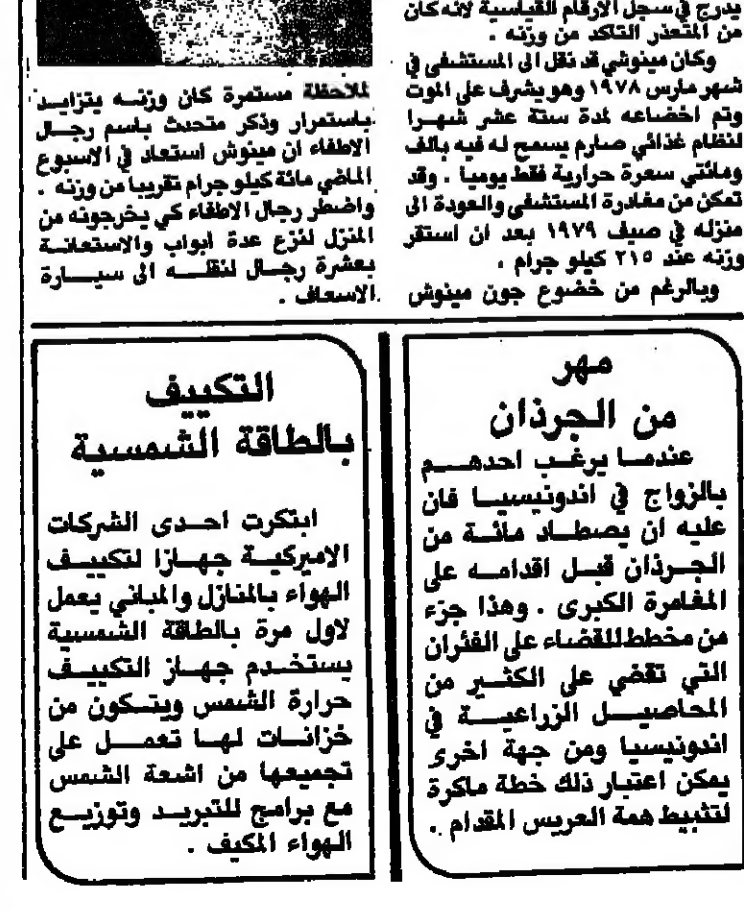 يدرج في سجل الارقام القياسية لانه كان
من المتعذر التاكد من وزنه .
وكان مينوشي قد نقل الى المستشفى في
شهر مارس ١٩٧٨ وهو يشرف على الموت
وتم اخضاعه لمدة ستة عشر شهرا
لنظام غذائي صارم يسمح له فيه بالف
ومائتي سعرة حرارية فقط يوميا . وقد
تمكن من مغادرة المستشفى والعودة الى
منزله في صيف ١٩٧٩ بعد ان استقر
وزنه عند ٢١٥ كيلو جرام .
وبالرغم من خضوع جون مينوش
لملاحظة مستمرة كان وزنه يتزايد
باستمرار وذكر متحدث باسم رجال
الاطفاء ان مينوش استعاد في الاسبوع
الماضي مائة كيلو جرام تقريبا من وزنه .
واضطر رجال الاطفاء كي يخرجونه من
المنزل لنزع عدة ابواب والاستعانة
بعشرة رجال لنقله الى سيارة
الاسعاف .
مهر
من الجرذان
عندما يرغب احدهم
بالزواج في اندونيسيا فان
عليه ان يصطاد مائة من
الجرذان قبل اقدامه على
المغامرة الكبرى . وهذا جزء
من مخطط للقضاء على الفئران
التي تقضي على الكثير من
المحاصيل الزراعية في
اندونيسيا ومن جهة اخرى
يمكن اعتبار ذلك خطة ماكرة
لتثبيط همة العريس المقدام .
التكييف
بالطاقة الشمسية
ابتكرت احدى الشركات
الاميركية جهازا لتكييف
الهواء بالمنازل والمباني يعمل
لاول مرة بالطاقة الشمسية
يستخدم جهاز التكييف
حرارة الشمس ويتكون من
خزانات لها تعمل على
تجميعها من اشعة الشمس
مع برامج للتبريد وتوزيع
الهواء المكيف .